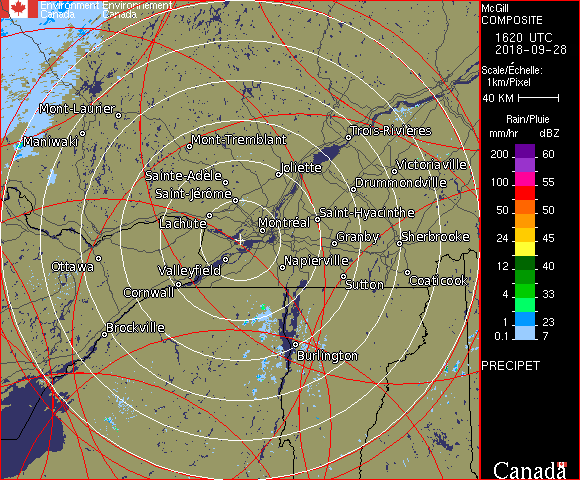 Environment Environnement
Canada Canada
McGill
COMPOSITE
1620 UTC
2018-09-28
Scale/Échelle:
1km/Pixel
40 KM
Rain/Pluie
mm/hr dBZ
200 60
100 55
50 50
24 45
12 40
4 33
1 23
0.1 7
PRECIPET
Mont-Laurier
Maniwaki
Mont-Tremblant
Trois-Rivières
Sainte-Adèle
Joliette
Victoriaville
Saint-Jérôme
Drummondville
Lachute
Montréal
Saint-Hyacinthe
Granby
Sherbrooke
Ottawa
Valleyfield
Napierville
Cornwall
Sutton
Coaticook
Brockville
Burlington
Canada